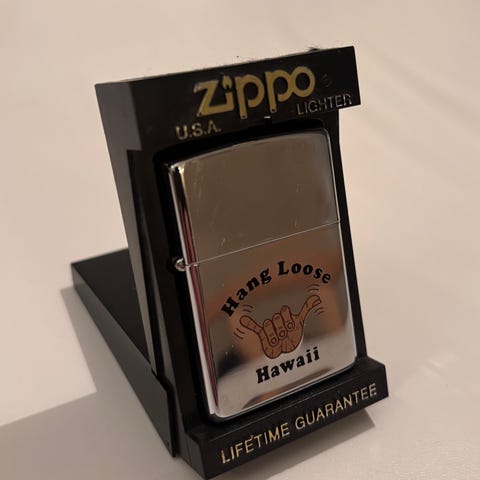 Zippo
U.S.A. LIGHTER
Hang Loose
Hawaii
LIFETIME GUARANTEE